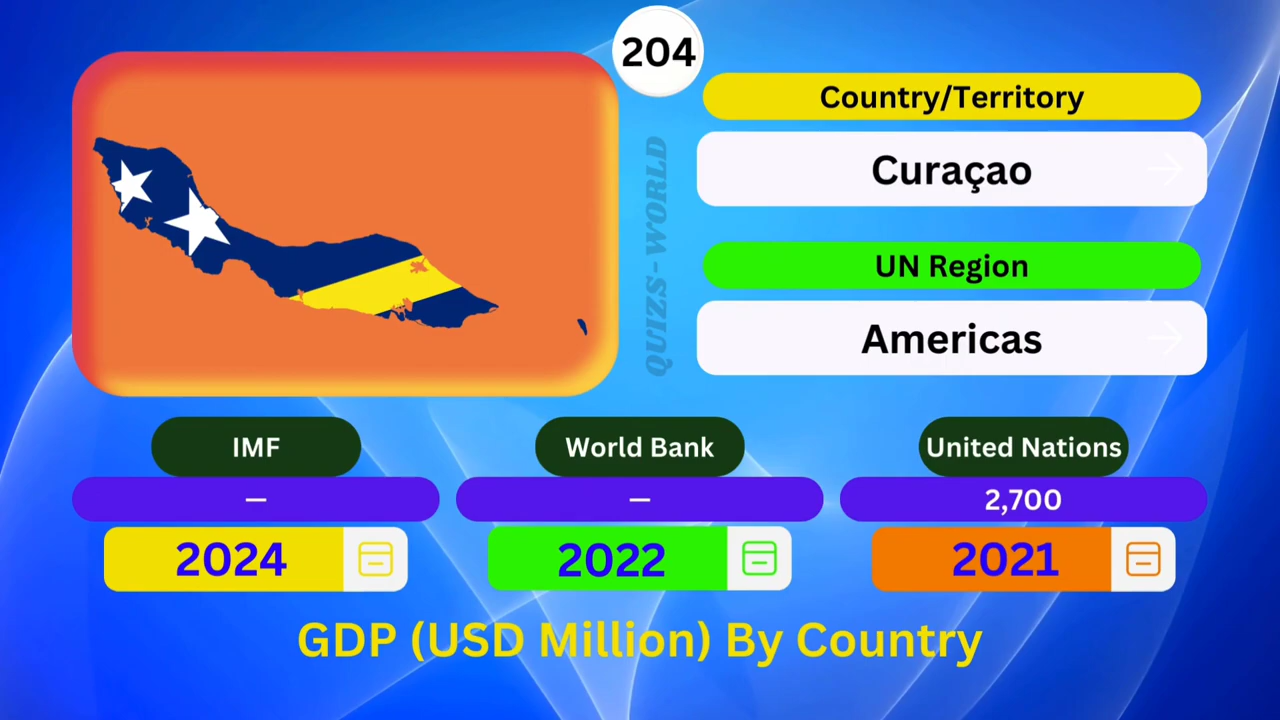 204
Country/Territory
Curaçao
QUIZS-WORLD
UN Region
Americas
IMF
World Bank
United Nations
—
—
2,700
2024
2022
2021
GDP (USD Million) By Country